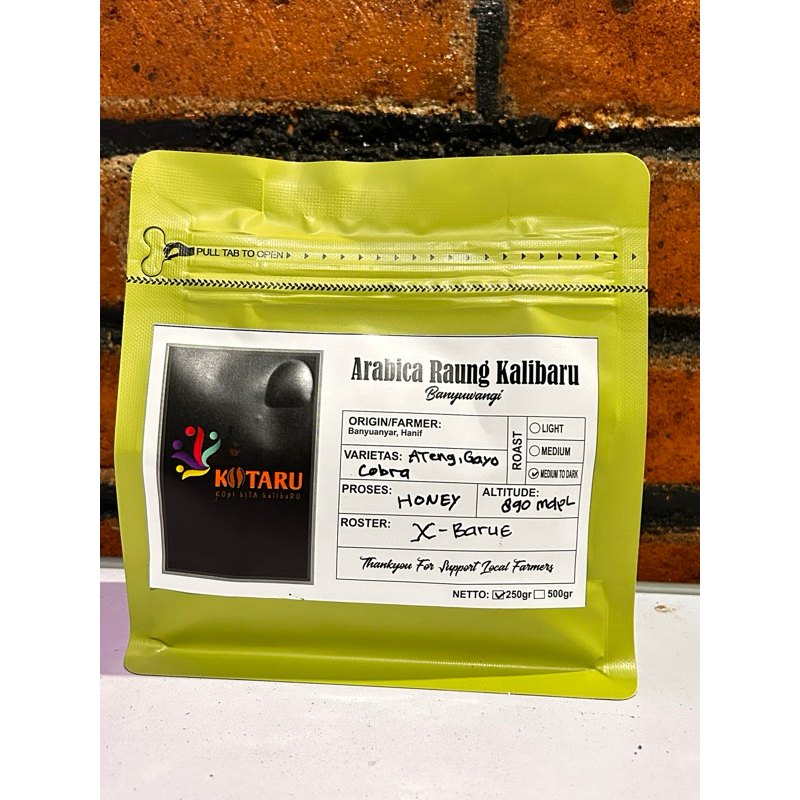 PULL TAB TO OPEN
Arabica Raung Kalibaru
Banyuwangi
ORIGIN/FARMER:
Banyuanyar, Hanif
VARIETAS: ATeng, Gayo
Cobra
ROAST
LIGHT
MEDIUM
MEDIUM TO DARK
PROSES: HONEY
ALTITUDE:
890 mdpL
ROSTER: X-BARUE
Thankyou For Support Local Farmers
NETTO: 250gr 500gr
KOTARU
KOpi kiTA kalibaRU